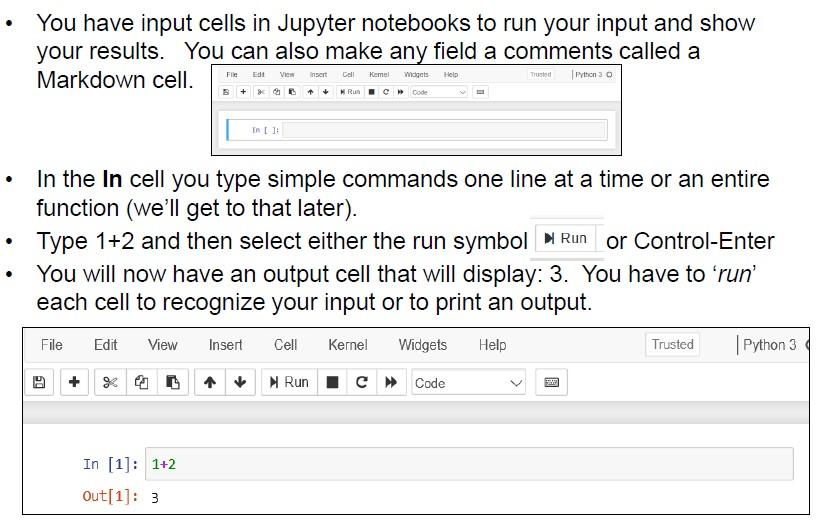 • You have input cells in Jupyter notebooks to run your input and show
your results. You can also make any field a comments called a
Markdown cell.
File Edit View Insert Cell Kernel Widgets Help Trusted Python 3
Run Code
In [ ]:
• In the In cell you type simple commands one line at a time or an entire
function (we'll get to that later).
• Type 1+2 and then select either the run symbol Run or Control-Enter
• You will now have an output cell that will display: 3. You have to 'run'
each cell to recognize your input or to print an output.
File Edit View Insert Cell Kernel Widgets Help Trusted Python 3
Run Code
In [1]: 1+2
Out[1]: 3